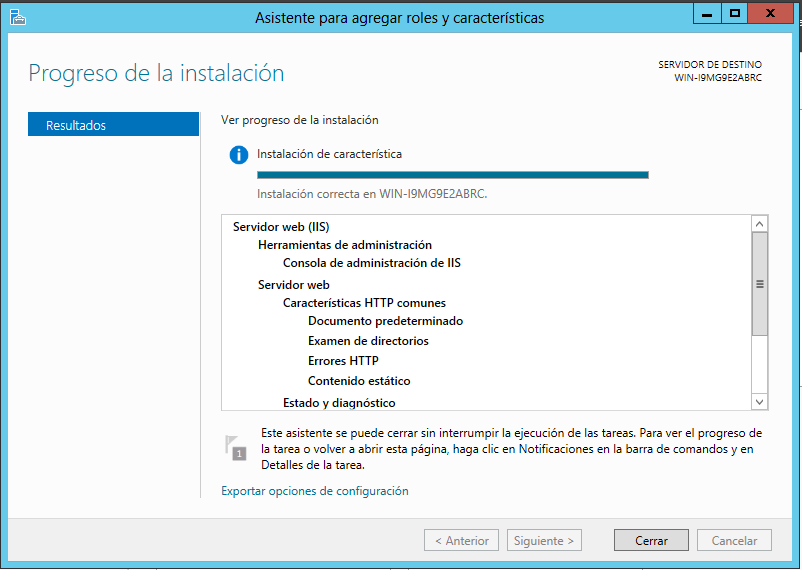 Asistente para agregar roles y características
Progreso de la instalación
SERVIDOR DE DESTINO
WIN-I9MG9E2ABRC
Resultados
Ver progreso de la instalación
Instalación de característica
Instalación correcta en WIN-I9MG9E2ABRC.
Servidor web (IIS)
Herramientas de administración
Consola de administración de IIS
Servidor web
Características HTTP comunes
Documento predeterminado
Examen de directorios
Errores HTTP
Contenido estático
Estado y diagnóstico
1
Este asistente se puede cerrar sin interrumpir la ejecución de las tareas. Para ver el progreso de
la tarea o volver a abrir esta página, haga clic en Notificaciones en la barra de comandos y en
Detalles de la tarea.
Exportar opciones de configuración
< Anterior
Siguiente >
Cerrar
Cancelar